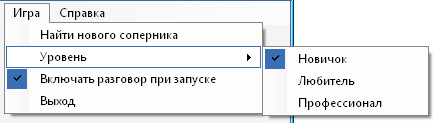 Игра Справка
Найти нового соперника
Уровень
Новичок
Любитель
Профессионал
Включать разговор при запуске
Выход